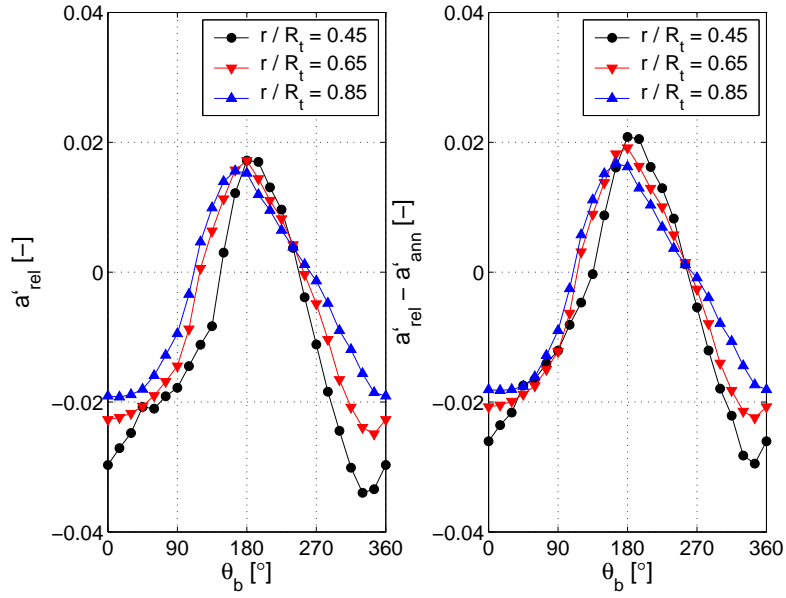 0.04
0.02
0
−0.02
−0.04
a‘rel [−]
r / Rt = 0.45
r / Rt = 0.65
r / Rt = 0.85
0
90
180
270
360
θb [°]
0.04
0.02
0
−0.02
−0.04
a‘rel − a‘ann [−]
r / Rt = 0.45
r / Rt = 0.65
r / Rt = 0.85
0
90
180
270
360
θb [°]